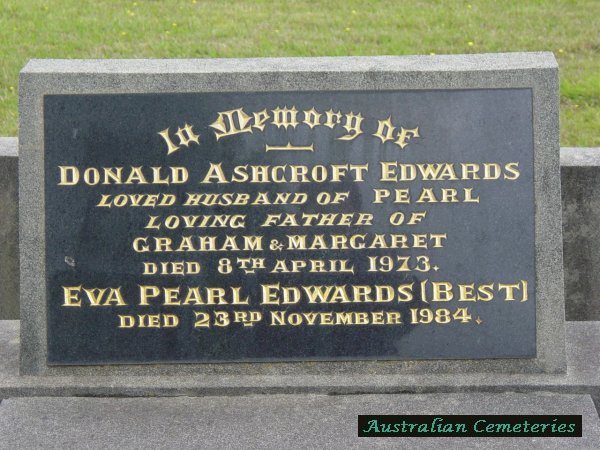 In Memory of
DONALD ASHCROFT EDWARDS
LOVED HUSBAND OF PEARL
LOVING FATHER OF
GRAHAM & MARGARET
DIED 8TH APRIL 1973.
EVA PEARL EDWARDS (BEST)
DIED 23RD NOVEMBER 1984.
Australian Cemeteries